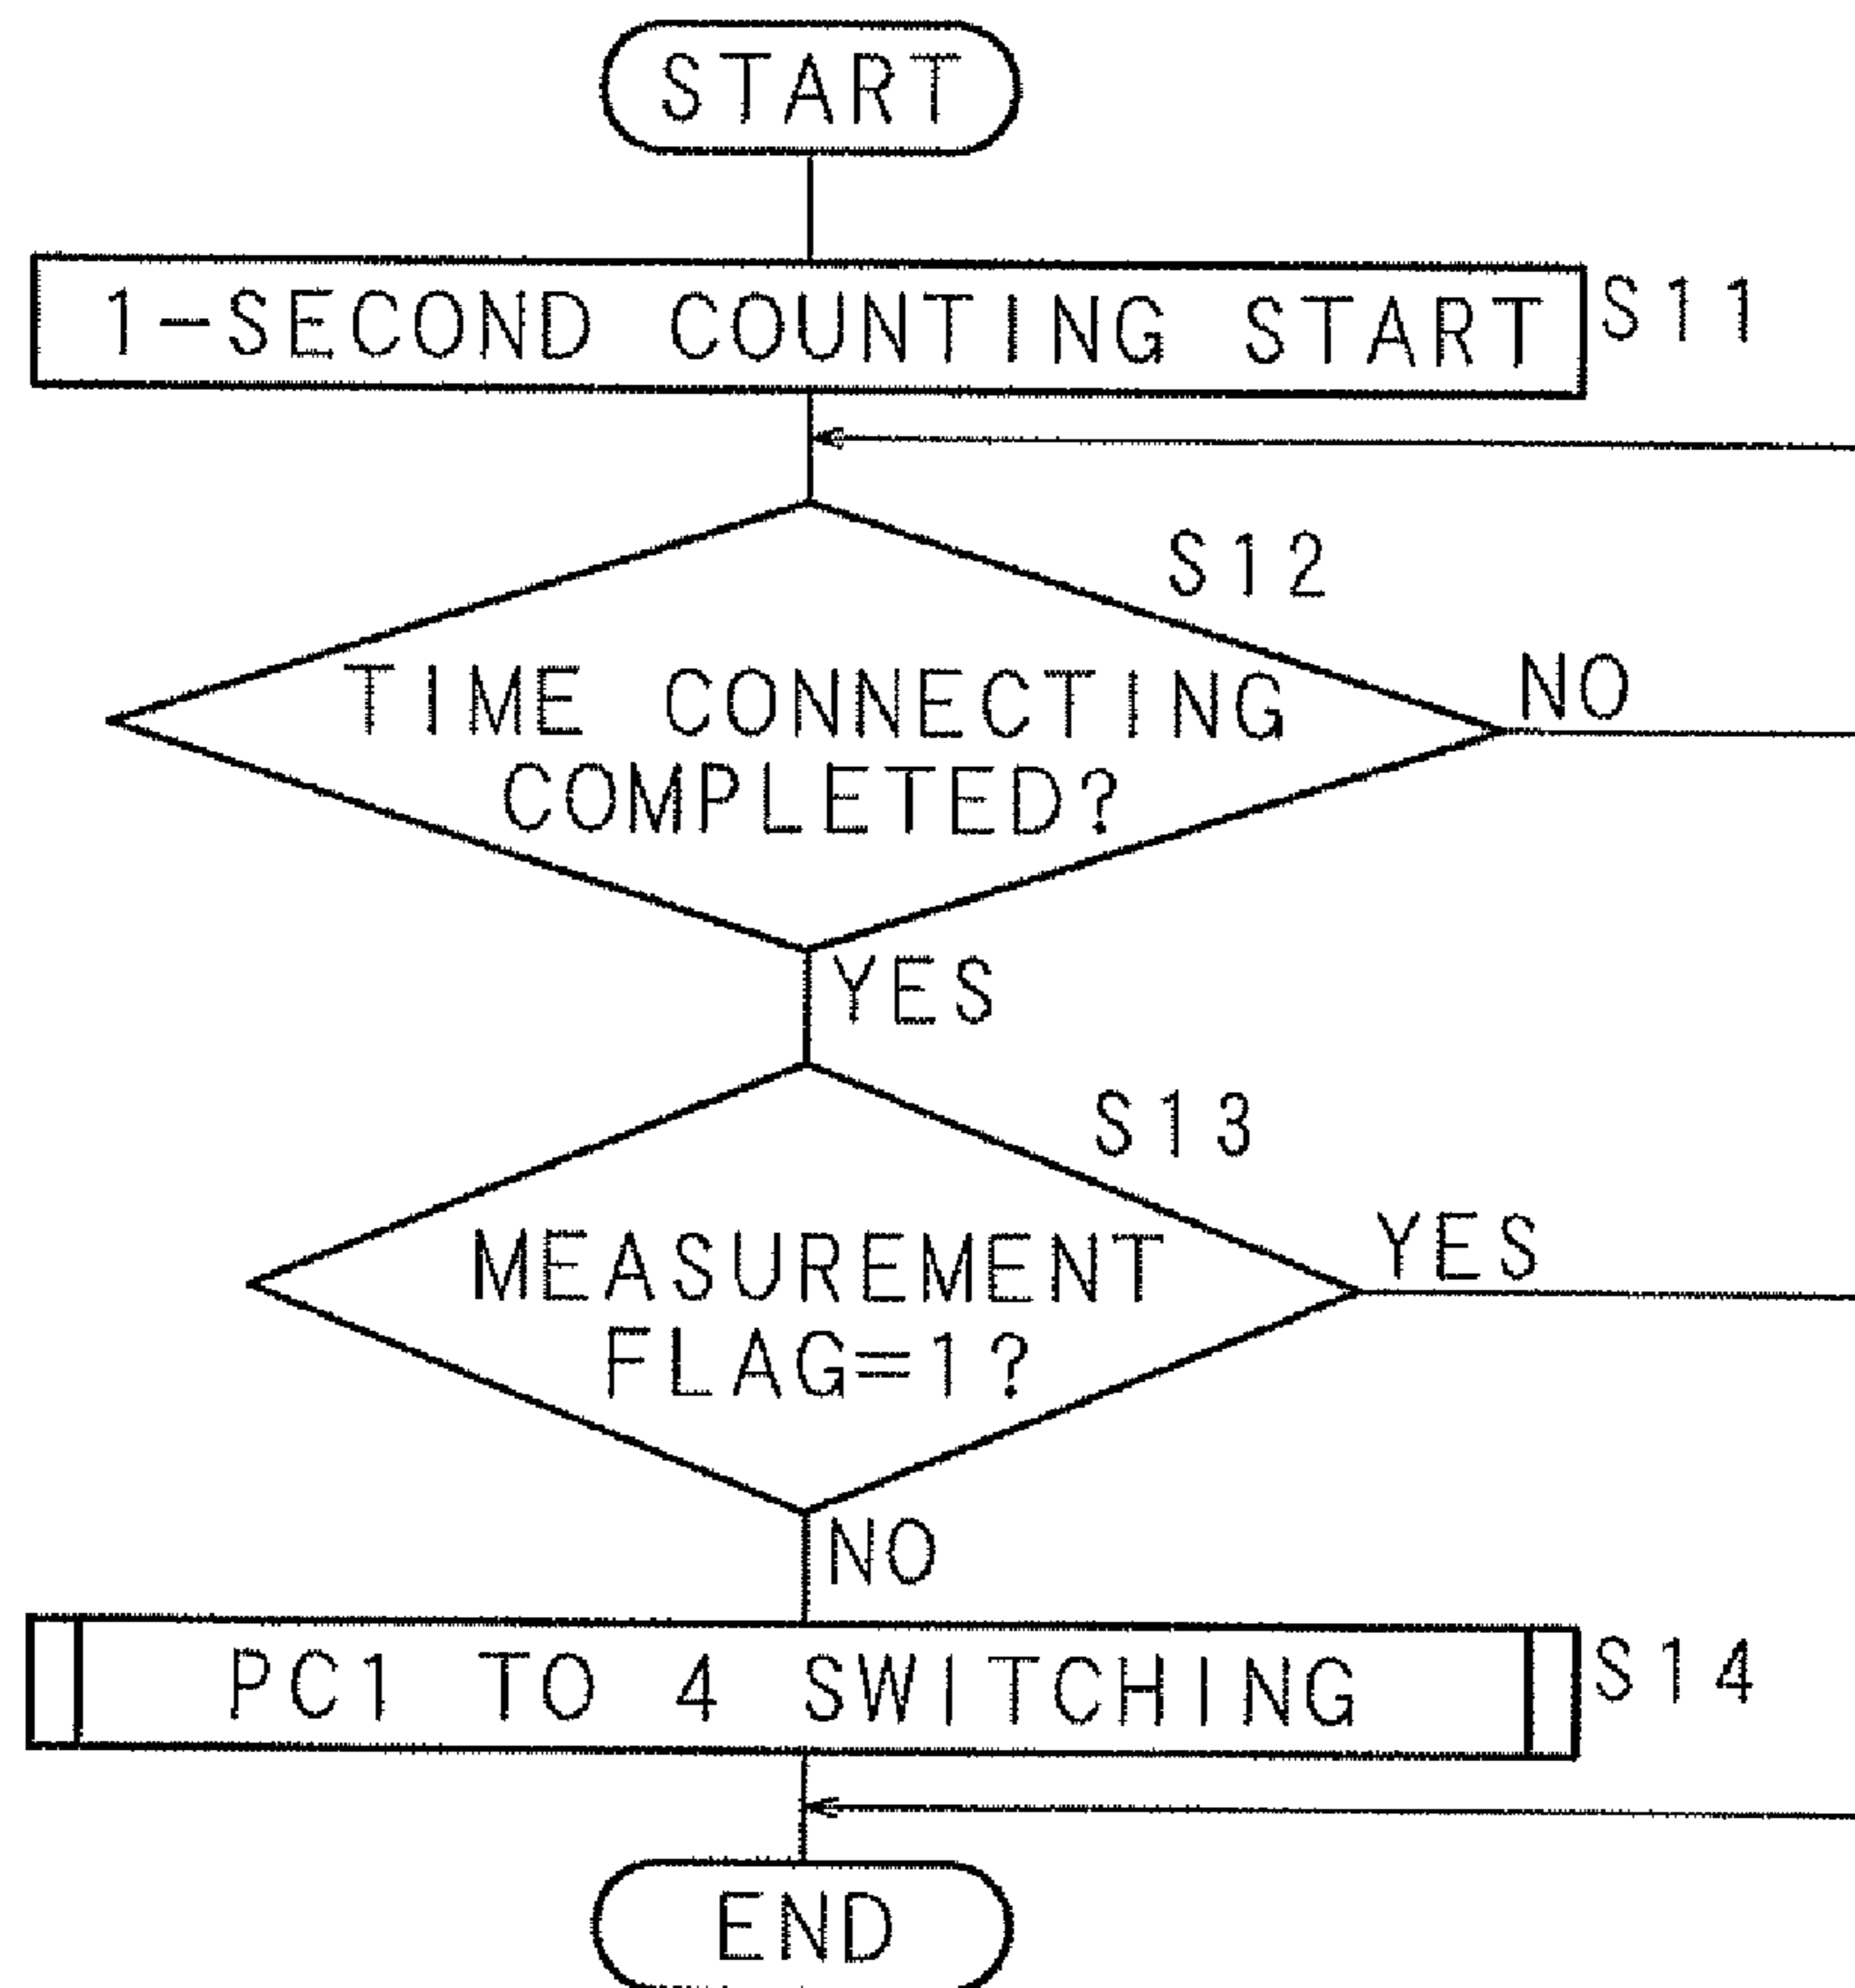 START
1-SECOND COUNTING START S11
S12
TIME CONNECTING NO
COMPLETED?
YES
S13
MEASUREMENT YES
FLAG=1?
NO
PC1 TO 4 SWITCHING S14
END